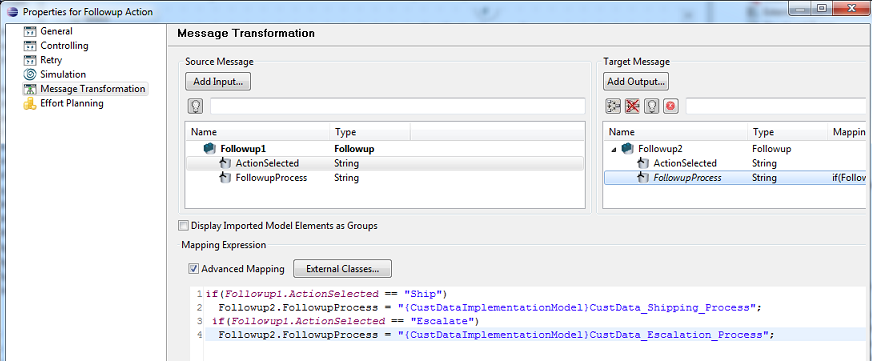 Properties for Followup Action
General
Controlling
Retry
Simulation
Message Transformation
Effort Planning
Message Transformation
Source Message
Add Input...
Name Type
Followup1 Followup
ActionSelected String
FollowupProcess String
Target Message
Add Output...
Name Type Mappin
Followup2 Followup
ActionSelected String
FollowupProcess String if(Follow
Display Imported Model Elements as Groups
Mapping Expression
Advanced Mapping External Classes...
1 if(Followup1.ActionSelected == "Ship")
2 Followup2.FollowupProcess = "{CustDataImplementationModel}CustData_Shipping_Process";
3 if(Followup1.ActionSelected == "Escalate")
4 Followup2.FollowupProcess = "{CustDataImplementationModel}CustData_Escalation_Process";